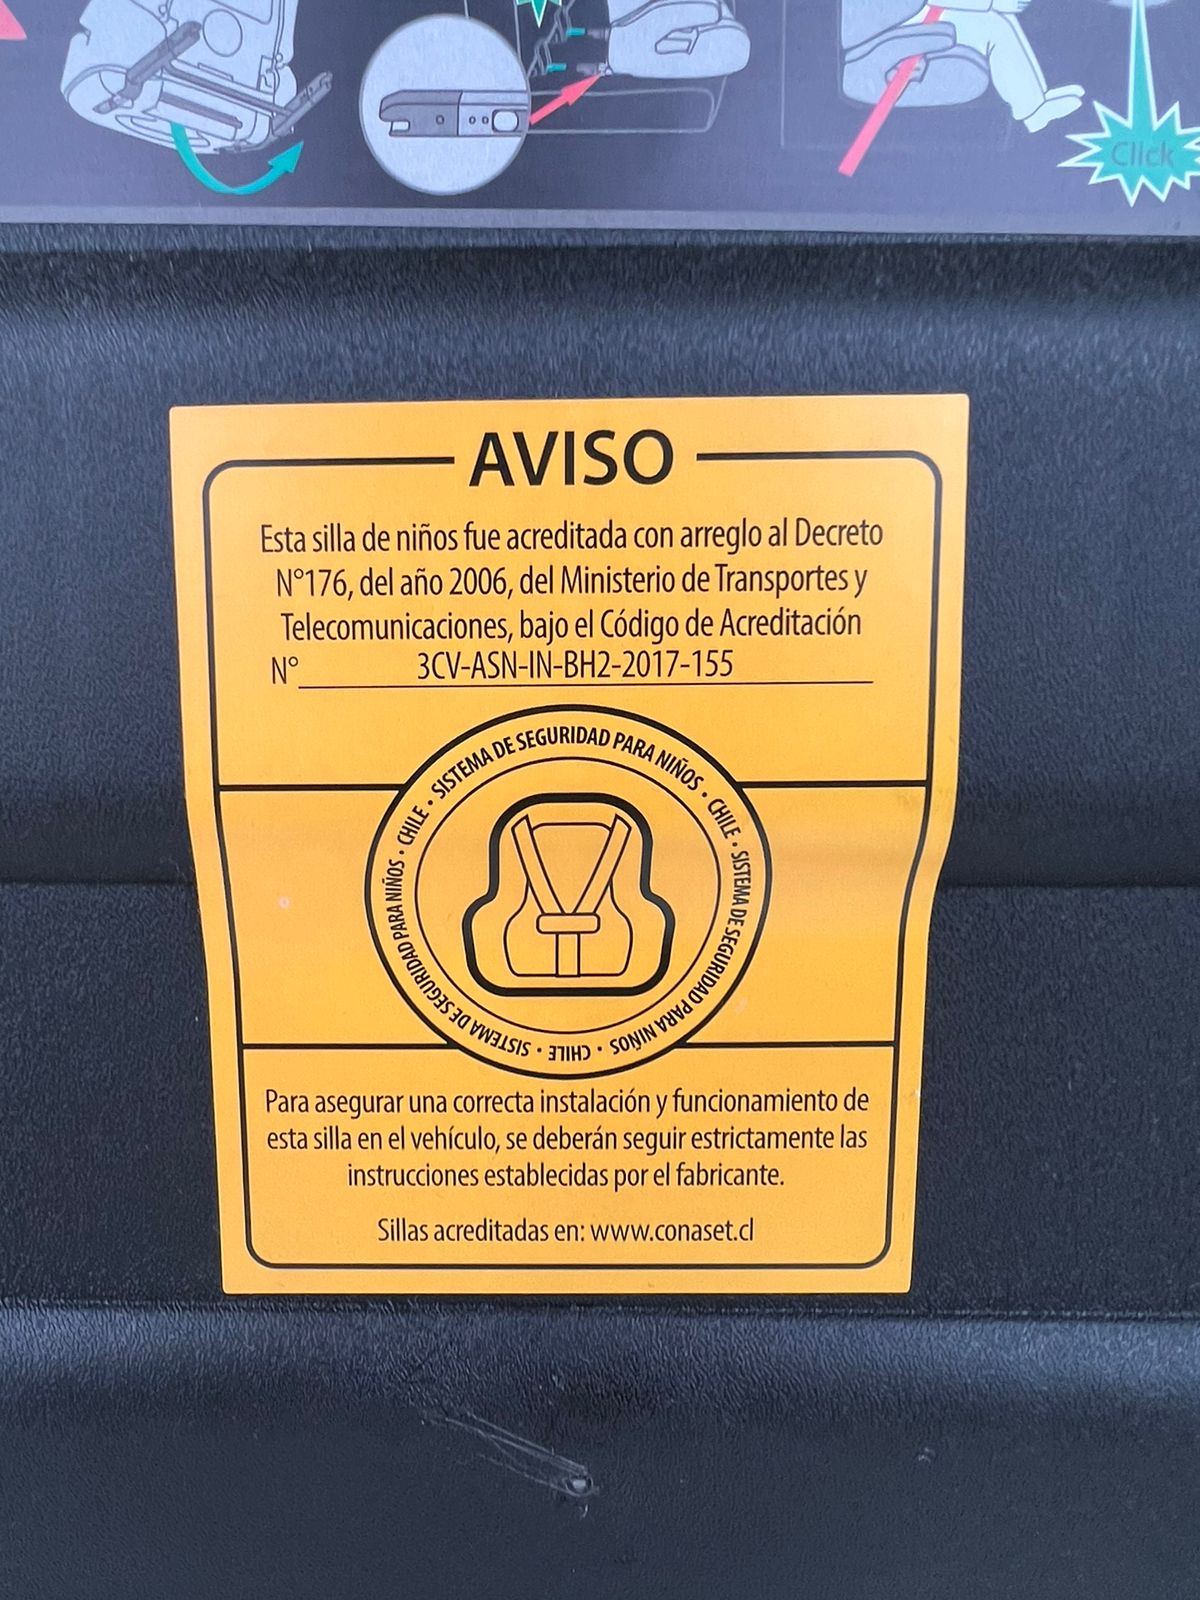 Click
AVISO
Esta silla de niños fue acreditada con arreglo al Decreto
N°176, del año 2006, del Ministerio de Transportes y
Telecomunicaciones, bajo el Código de Acreditación
N° 3CV-ASN-IN-BH2-2017-155
SISTEMA DE SEGURIDAD PARA NIÑOS • CHILE • SISTEMA DE SEGURIDAD PARA NIÑOS • CHILE • SISTEMA DE SEGURIDAD PARA NIÑOS • CHILE •
Para asegurar una correcta instalación y funcionamiento de
esta silla en el vehículo, se deberán seguir estrictamente las
instrucciones establecidas por el fabricante.
Sillas acreditadas en: www.conaset.cl